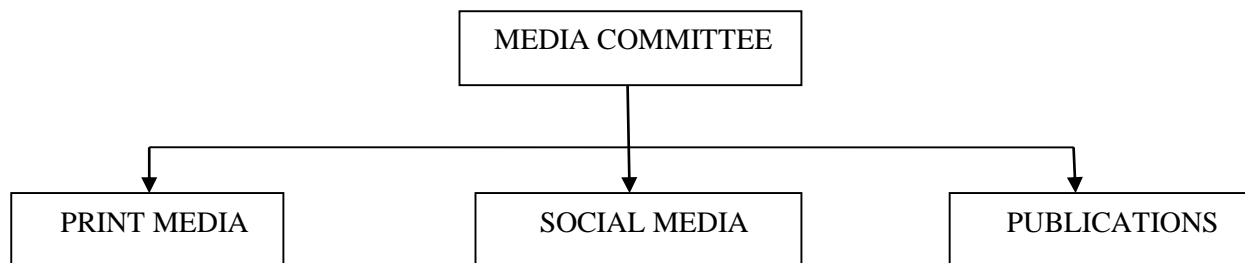 MEDIA COMMITTEE
PRINT MEDIA
SOCIAL MEDIA
PUBLICATIONS